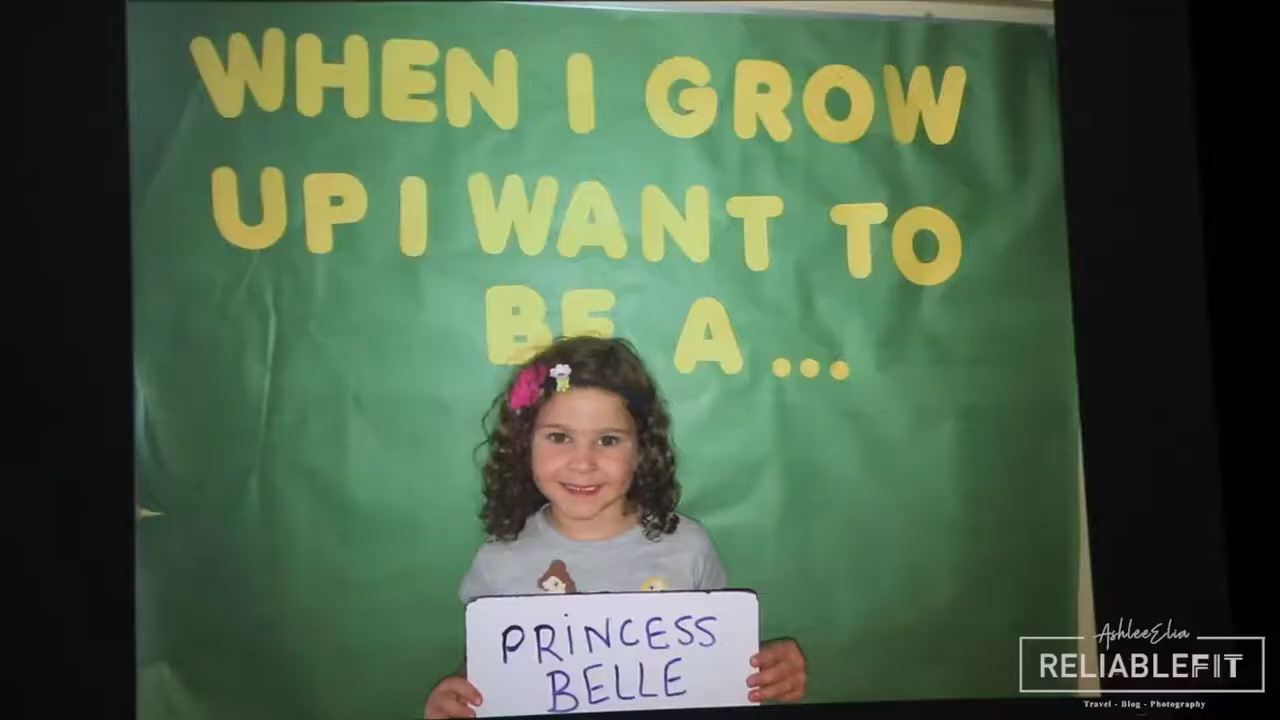 WHEN I GROW
UP I WANT TO
BE A...
PRINCESS
BELLE
AshleeElia
RELIABLEFIT
Travel - Blog - Photography